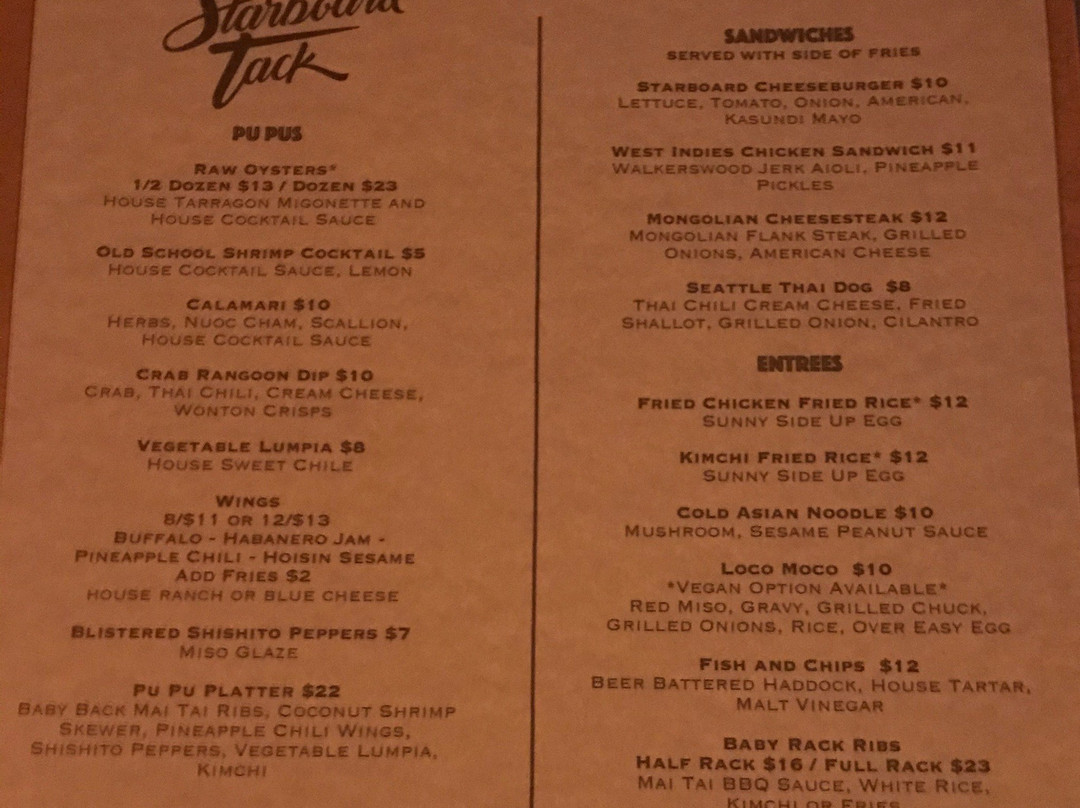 Starboard
Tack
PU PUS
RAW OYSTERS*
1/2 DOZEN $13 / DOZEN $23
HOUSE TARRAGON MIGONETTE AND
HOUSE COCKTAIL SAUCE
OLD SCHOOL SHRIMP COCKTAIL $5
HOUSE COCKTAIL SAUCE, LEMON
CALAMARI $10
HERBS, NUOC CHAM, SCALLION,
HOUSE COCKTAIL SAUCE
CRAB RANGOON DIP $10
CRAB, THAI CHILI, CREAM CHEESE,
WONTON CRISPS
VEGETABLE LUMPIA $8
HOUSE SWEET CHILE
WINGS
8/$11 OR 12/$13
BUFFALO - HABANERO JAM -
PINEAPPLE CHILI - HOISIN SESAME
ADD FRIES $2
HOUSE RANCH OR BLUE CHEESE
BLISTERED SHISHITO PEPPERS $7
MISO GLAZE
PU PU PLATTER $22
BABY BACK MAI TAI RIBS, COCONUT SHRIMP
SKEWER, PINEAPPLE CHILI WINGS,
SHISHITO PEPPERS, VEGETABLE LUMPIA,
KIMCHI
SANDWICHES
SERVED WITH SIDE OF FRIES
STARBOARD CHEESEBURGER $10
LETTUCE, TOMATO, ONION, AMERICAN,
KASUNDI MAYO
WEST INDIES CHICKEN SANDWICH $11
WALKERSWOOD JERK AIOLI, PINEAPPLE
PICKLES
MONGOLIAN CHEESESTEAK $12
MONGOLIAN FLANK STEAK, GRILLED
ONIONS, AMERICAN CHEESE
SEATTLE THAI DOG $8
THAI CHILI CREAM CHEESE, FRIED
SHALLOT, GRILLED ONION, CILANTRO
ENTREES
FRIED CHICKEN FRIED RICE* $12
SUNNY SIDE UP EGG
KIMCHI FRIED RICE* $12
SUNNY SIDE UP EGG
COLD ASIAN NOODLE $10
MUSHROOM, SESAME PEANUT SAUCE
LOCO MOCO $10
*VEGAN OPTION AVAILABLE*
RED MISO, GRAVY, GRILLED CHUCK,
GRILLED ONIONS, RICE, OVER EASY EGG
FISH AND CHIPS $12
BEER BATTERED HADDOCK, HOUSE TARTAR,
MALT VINEGAR
BABY RACK RIBS
HALF RACK $16 / FULL RACK $23
MAI TAI BBQ SAUCE, WHITE RICE,
KIMCHI OR FRIES